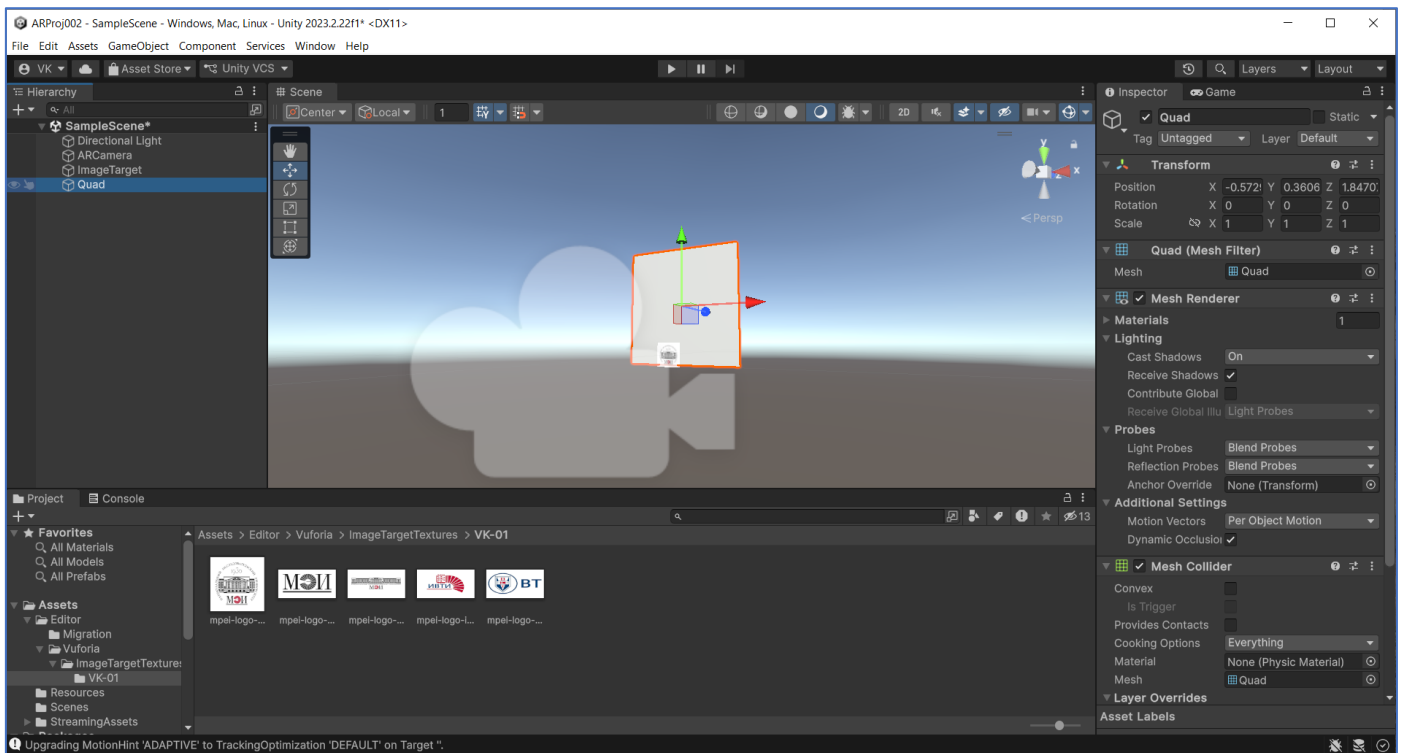 ARProj002 - SampleScene - Windows, Mac, Linux - Unity 2023.2.22f1* <DX11>
File Edit Assets GameObject Component Services Window Help
VK Asset Store Unity VCS Layers Layout
Hierarchy
All
SampleScene*
Directional Light
ARCamera
ImageTarget
Quad
Scene
Center Local 1 2D
y
x
z
Persp
Inspector Game
Quad Static
Tag Untagged Layer Default
Transform
Position X -0.572 Y 0.3606 Z 1.8470
Rotation X 0 Y 0 Z 0
Scale X 1 Y 1 Z 1
Quad (Mesh Filter)
Mesh Quad
Mesh Renderer
Materials 1
Lighting
Cast Shadows On
Receive Shadows
Contribute Global
Receive Global Illu Light Probes
Probes
Light Probes Blend Probes
Reflection Probes Blend Probes
Anchor Override None (Transform)
Additional Settings
Motion Vectors Per Object Motion
Dynamic Occlusion
Mesh Collider
Convex
Is Trigger
Provides Contacts
Cooking Options Everything
Material None (Physic Material)
Mesh Quad
Layer Overrides
Asset Labels
Project Console
13
Favorites
All Materials
All Models
All Prefabs
Assets
Editor
Migration
Vuforia
ImageTargetTextures
VK-01
Resources
Scenes
StreamingAssets
Assets > Editor > Vuforia > ImageTargetTextures > VK-01
МЭИ МЭИ МЭИ ИВТИ ВТ
mpei-logo-... mpei-logo-... mpei-logo-... mpei-logo-i... mpei-logo-...
Upgrading MotionHint 'ADAPTIVE' to TrackingOptimization 'DEFAULT' on Target ''.